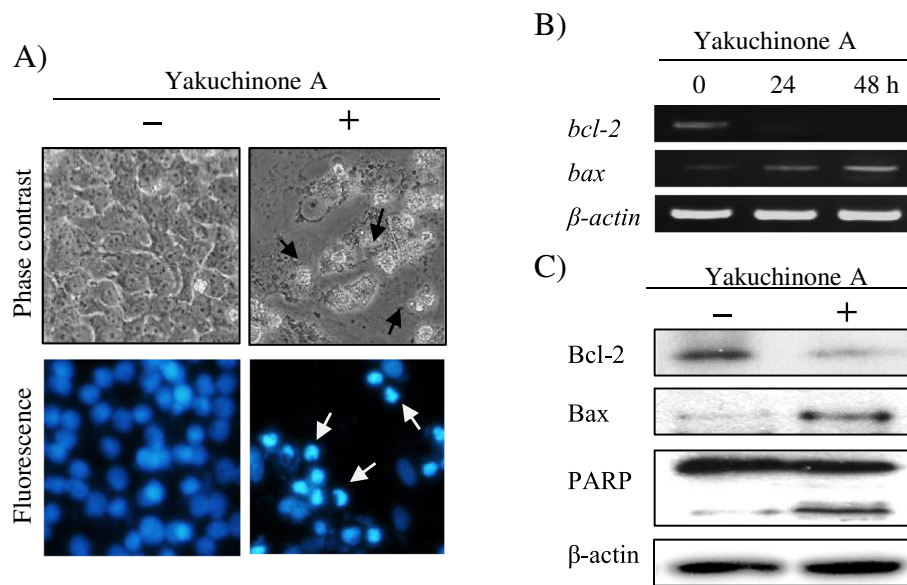 A)
Yakuchinone A
− +
Phase contrast
Fluorescence
B)
Yakuchinone A
0 24 48 h
bcl-2
bax
β-actin
C)
Yakuchinone A
− +
Bcl-2
Bax
PARP
β-actin